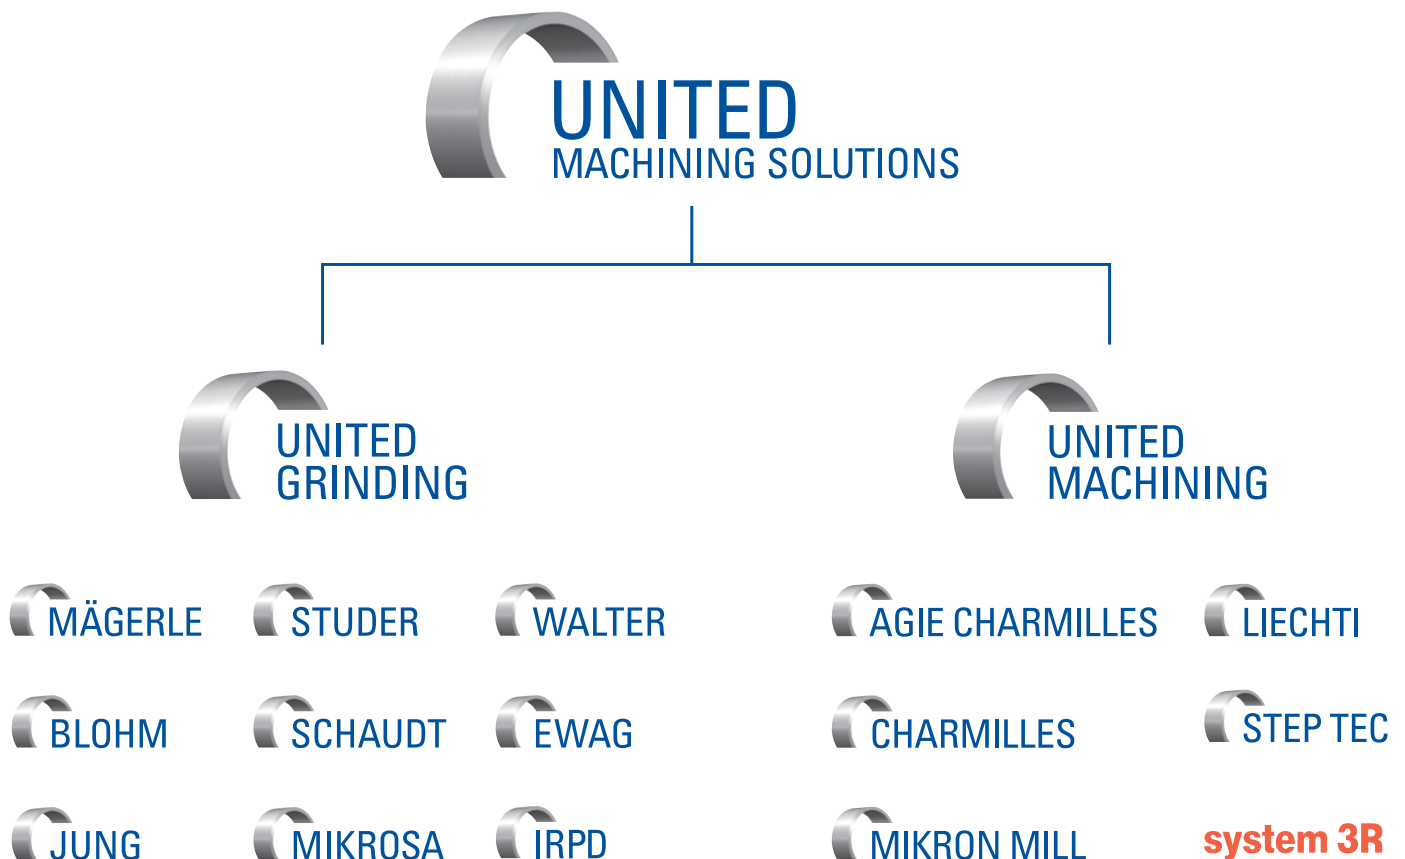 UNITED
MACHINING SOLUTIONS
UNITED
GRINDING
UNITED
MACHINING
MÄGERLE
STUDER
WALTER
AGIE CHARMILLES
LIECHTI
BLOHM
SCHAUDT
EWAG
CHARMILLES
STEP TEC
JUNG
MIKROSA
IRPD
MIKRON MILL
system 3R